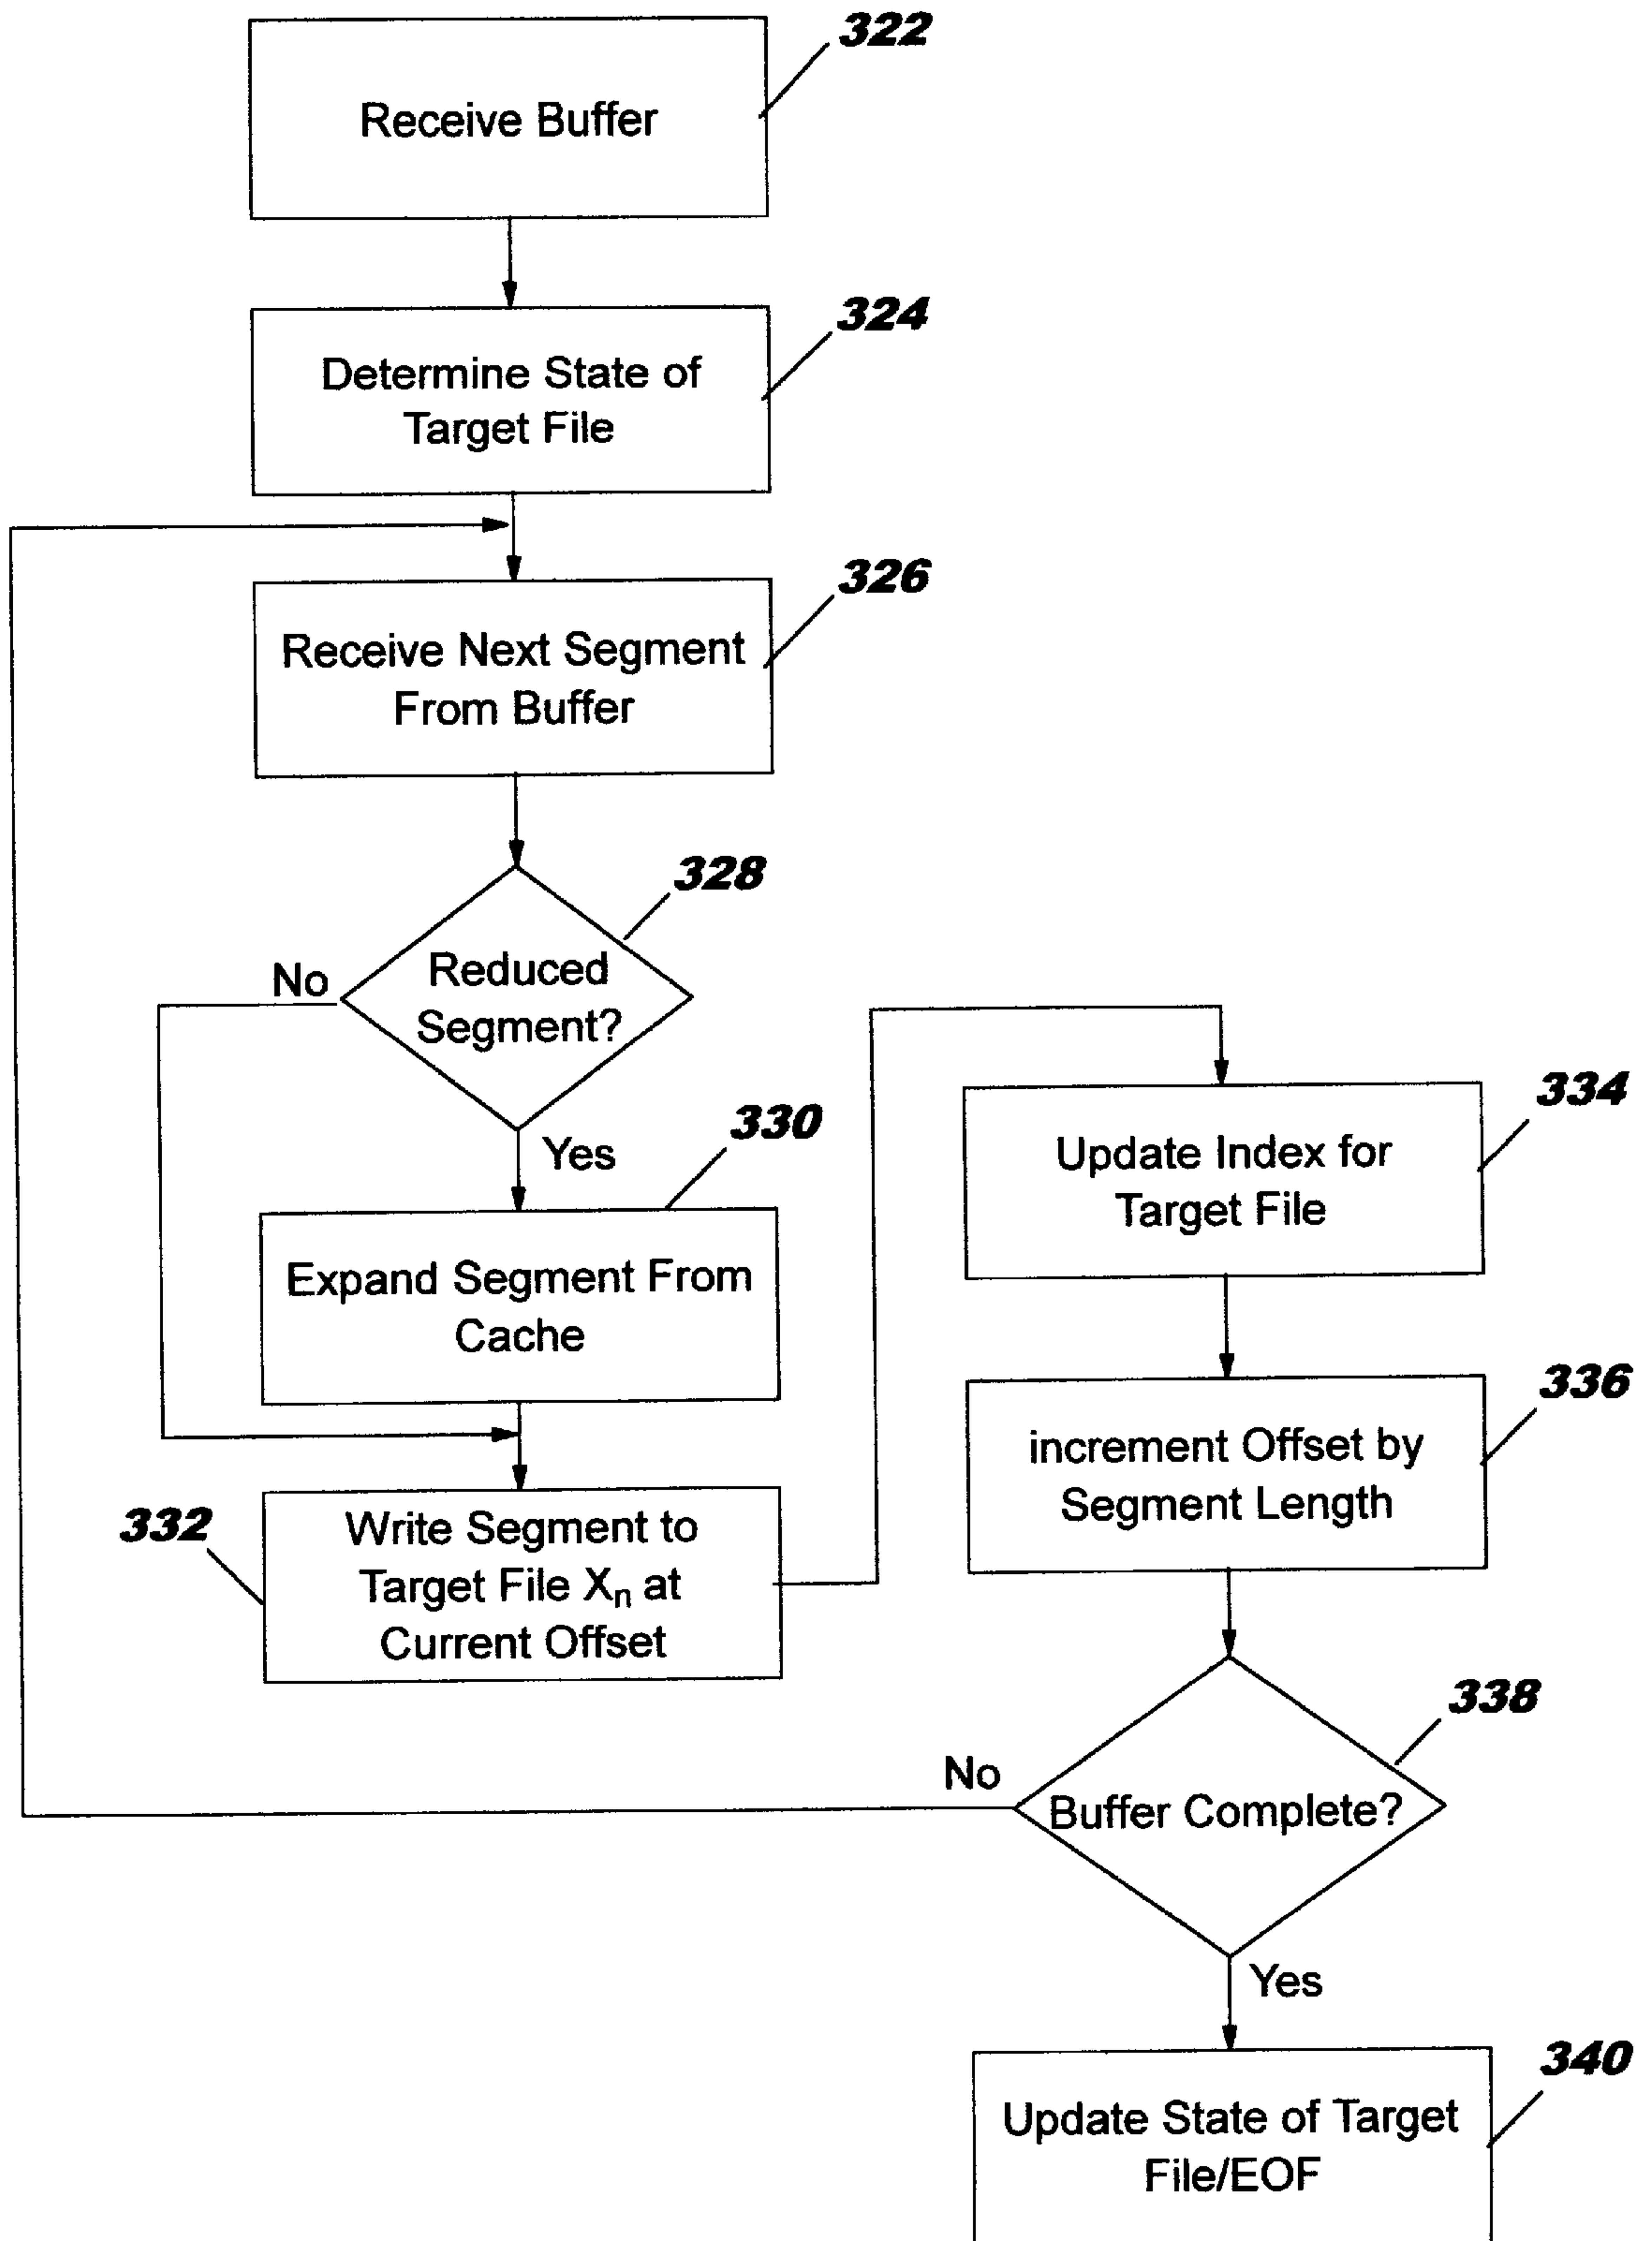 322
Receive Buffer
324
Determine State of
Target File
326
Receive Next Segment
From Buffer
328
Reduced
Segment?
No
Yes
330
Expand Segment From
Cache
332
Write Segment to
Target File Xn at
Current Offset
334
Update Index for
Target File
336
increment Offset by
Segment Length
338
Buffer Complete?
No
Yes
340
Update State of Target
File/EOF